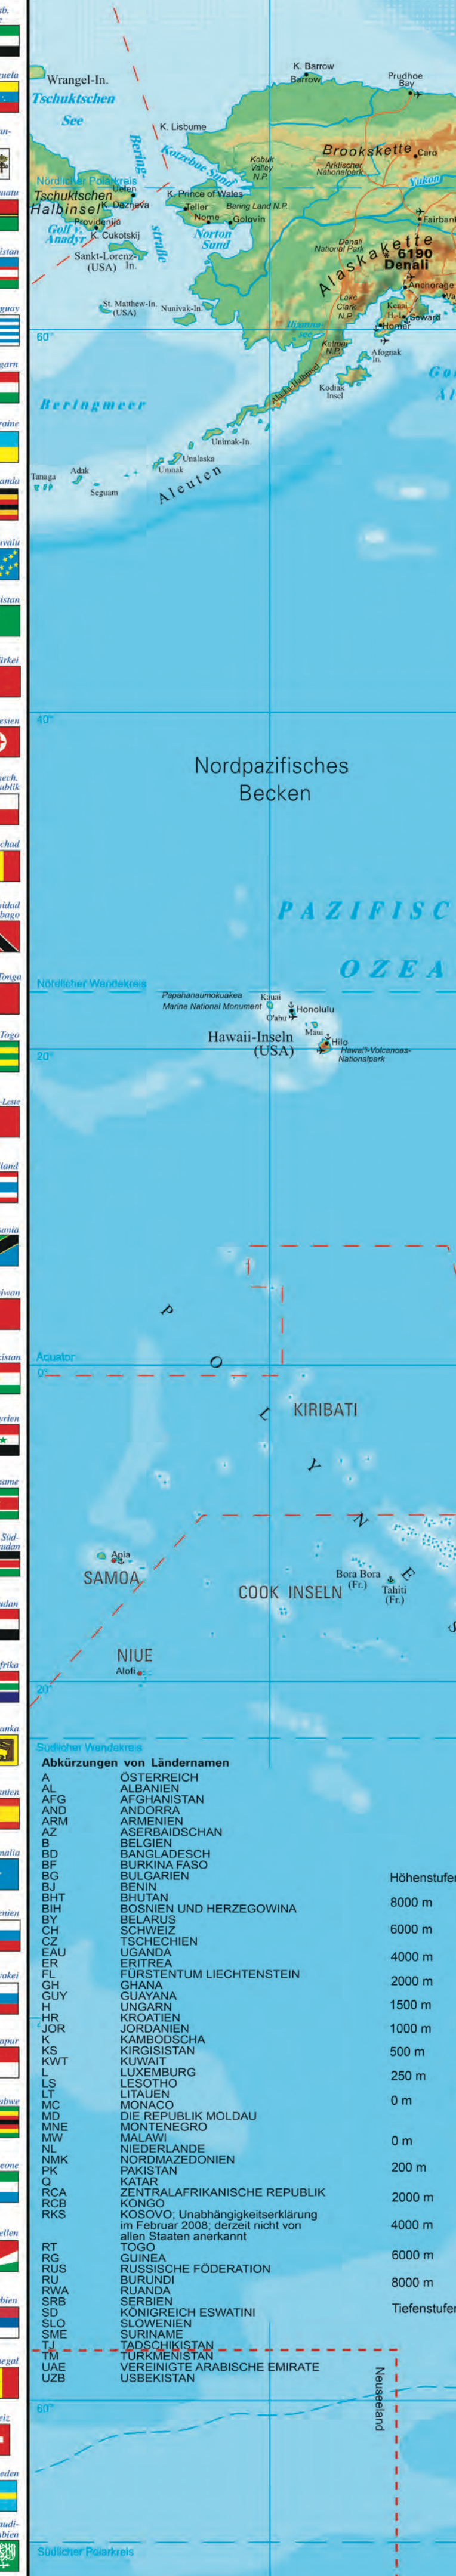 K. Barrow
Barrow
Prudhoe
Bay
Wrangel-In.
Tschuktschen
See
K. Lisburne
Bering-
straße
Kotzebue Sund
Kobuk
Valley
N.P.
Brookskette
Arktischer
Nationalpark
Caro
Nördlicher Polarkreis
Yukon
Uelen
Tschuktschen
Halbinsel
K. Dezneva
K. Prince of Wales
Teller
Bering Land N.P.
Nome
Golovin
Providenija
Golf v.
Anadyr
K. Cukotskij
Norton
Sund
Sankt-Lorenz-
(USA) In.
Denali
National Park
Alaskakette
6190
Denali
Anchorage
St. Matthew-In.
(USA)
Nunivak-In.
Lake
Clark
N.P.
Seward
Homer
60°
Katmai
N.P.
Afognak
In.
Kodiak
Insel
Beringmeer
Unimak-In.
Unalaska
Umnak
Tanaga
Adak
Seguam
Aleuten
40°
Nordpazifisches
Becken
PAZIFISC
OZEA
Nördlicher Wendekreis
Papahanaumokuakea
Marine National Monument
Kauai
O'ahu
Honolulu
Maui
Hawaii-Inseln
(USA)
Hilo
Hawai'i-Volcanoes-
Nationalpark
20°
POLYNES
Äquator
0°
KIRIBATI
Apia
SAMOA
COOK INSELN
Bora Bora
(Fr.)
Tahiti
(Fr.)
NIUE
Alofi
20°
Südlicher Wendekreis
Abkürzungen von Ländernamen
A ÖSTERREICH
AL ALBANIEN
AFG AFGHANISTAN
AND ANDORRA
ARM ARMENIEN
AZ ASERBAIDSCHAN
B BELGIEN
BD BANGLADESCH
BF BURKINA FASO
BG BULGARIEN
BJ BENIN
BHT BHUTAN
BIH BOSNIEN UND HERZEGOWINA
BY BELARUS
CH SCHWEIZ
CZ TSCHECHIEN
EAU UGANDA
ER ERITREA
FL FÜRSTENTUM LIECHTENSTEIN
GH GHANA
GUY GUAYANA
H UNGARN
HR KROATIEN
JOR JORDANIEN
K KAMBODSCHA
KS KIRGISISTAN
KWT KUWAIT
L LUXEMBURG
LS LESOTHO
LT LITAUEN
MC MONACO
MD DIE REPUBLIK MOLDAU
MNE MONTENEGRO
MW MALAWI
NL NIEDERLANDE
NMK NORDMAZEDONIEN
PK PAKISTAN
Q KATAR
RCA ZENTRALAFRIKANISCHE REPUBLIK
RCB KONGO
RKS KOSOVO; Unabhängigkeitserklärung
im Februar 2008; derzeit nicht von
allen Staaten anerkannt
RT TOGO
RG GUINEA
RUS RUSSISCHE FÖDERATION
RU BURUNDI
RWA RUANDA
SRB SERBIEN
SD KÖNIGREICH ESWATINI
SLO SLOWENIEN
SME SURINAME
TJ TADSCHIKISTAN
TM TÜRKMENISTAN
UAE VEREINIGTE ARABISCHE EMIRATE
UZB USBEKISTAN
Höhenstufen
8000 m
6000 m
4000 m
2000 m
1500 m
1000 m
500 m
250 m
0 m
0 m
200 m
2000 m
4000 m
6000 m
8000 m
Tiefenstufen
Neuseeland
60°
Südlicher Polarkreis